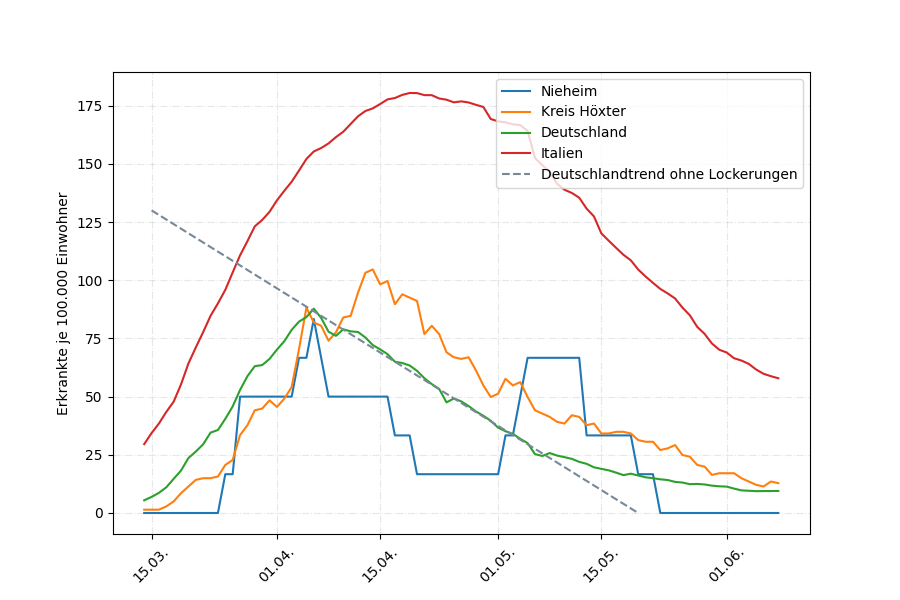 Nieheim
Kreis Höxter
Deutschland
Italien
Deutschlandtrend ohne Lockerungen
Erkrankte je 100.000 Einwohner
175
150
125
100
75
50
25
0
15.03.
01.04.
15.04.
01.05.
15.05.
01.06.